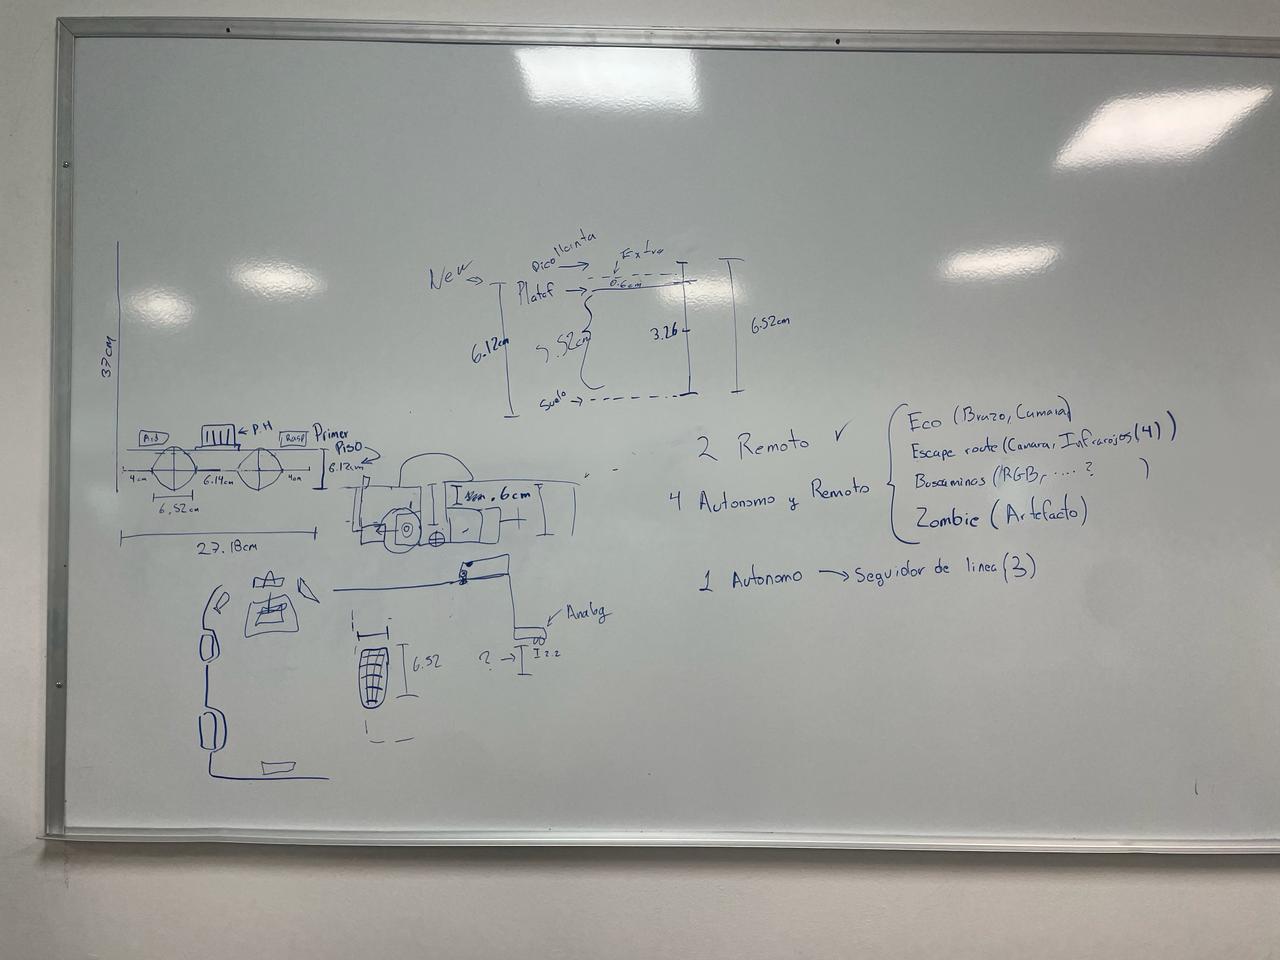 New
Pico
Llanta
Extra
0.6cm
Plataf
6.12cm
5.52cm
3.26
6.52cm
Suelo
37cm
P.H
Rasp
Primer
Piso
6.12cm
4cm
6.14cm
4cm
6.52cm
27.18cm
.6cm
Analog
6.52
? I 2.2
2 Remoto ✓
4 Autonomo y Remoto
Eco (Brazo, Camara)
Escape route (Camara, Infrarojos(4))
Buscaminas (RGB, .... ? )
Zombie (Artefacto)
1 Autonomo → Seguidor de linea (3)